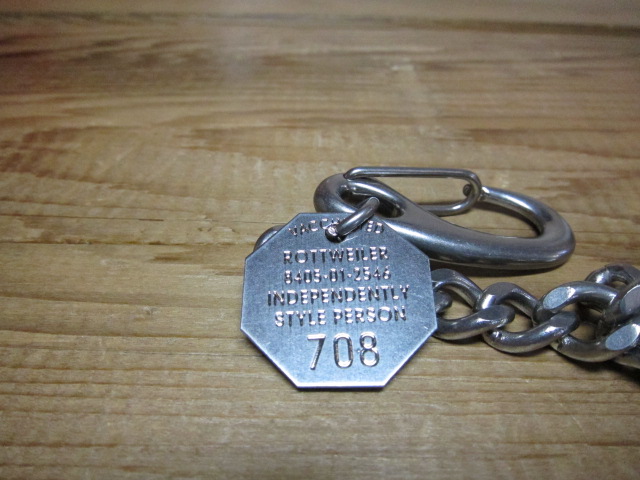 ROTTWEILER
8405-01-2546
INDEPENDENTLY
STYLE PERSON
708